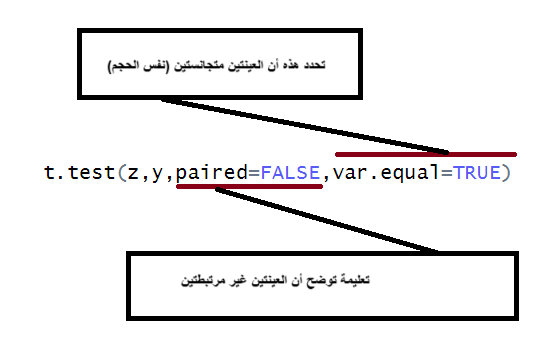 تحدد هذه أن العينتين متجانستين (نفس الحجم)
t.test(z,y,paired=FALSE,var.equal=TRUE)
تعليمة توضح أن العينتين غير مرتبطتين